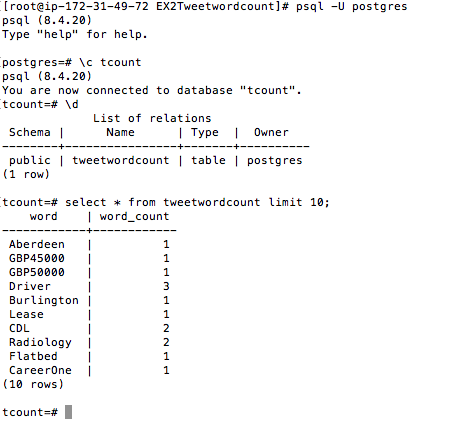 [[root@ip-172-31-49-72 EX2Tweetwordcount]# psql -U postgres
psql (8.4.20)
Type "help" for help.
[postgres=# \c tcount
psql (8.4.20)
You are now connected to database "tcount".
[tcount=# \d
List of relations
Schema | Name | Type | Owner
--------+----------------+-------+----------
public | tweetwordcount | table | postgres
(1 row)
[tcount=# select * from tweetwordcount limit 10;
word | word_count
------------+------------
Aberdeen | 1
GBP45000 | 1
GBP50000 | 1
Driver | 3
Burlington | 1
Lease | 1
CDL | 2
Radiology | 2
Flatbed | 1
CareerOne | 1
(10 rows)
tcount=#